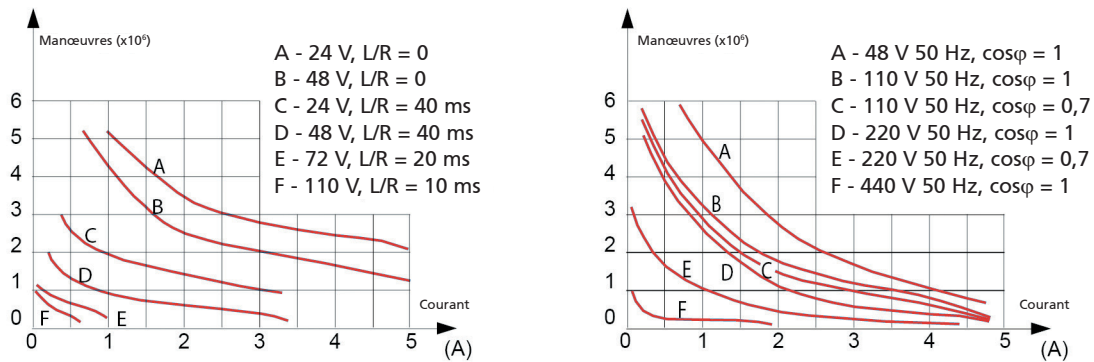 Manœuvres (x10⁶)
A - 24 V, L/R = 0
B - 48 V, L/R = 0
C - 24 V, L/R = 40 ms
D - 48 V, L/R = 40 ms
E - 72 V, L/R = 20 ms
F - 110 V, L/R = 10 ms
6
5
4
3
2
1
0
A
B
C
D
E
F
Courant
0 1 2 3 4 5
(A)
Manœuvres (x10⁶)
A - 48 V 50 Hz, cosφ = 1
B - 110 V 50 Hz, cosφ = 1
C - 110 V 50 Hz, cosφ = 0,7
D - 220 V 50 Hz, cosφ = 1
E - 220 V 50 Hz, cosφ = 0,7
F - 440 V 50 Hz, cosφ = 1
6
5
4
3
2
1
0
A
B
C
D
E
F
Courant
0 1 2 3 4 5
(A)